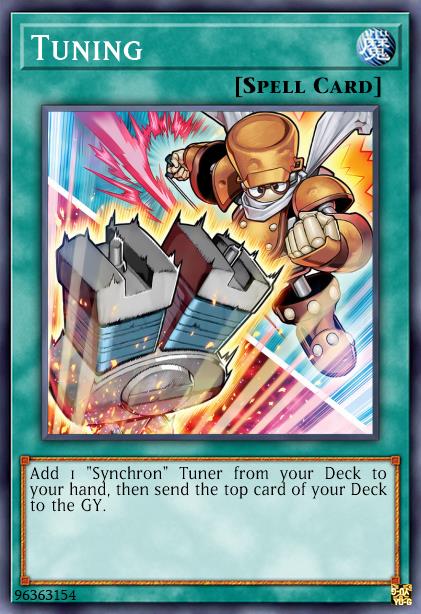 Tuning
魔
[Spell Card]
Add 1 "Synchron" Tuner from your Deck to
your hand, then send the top card of your Deck
to the GY.
96363154